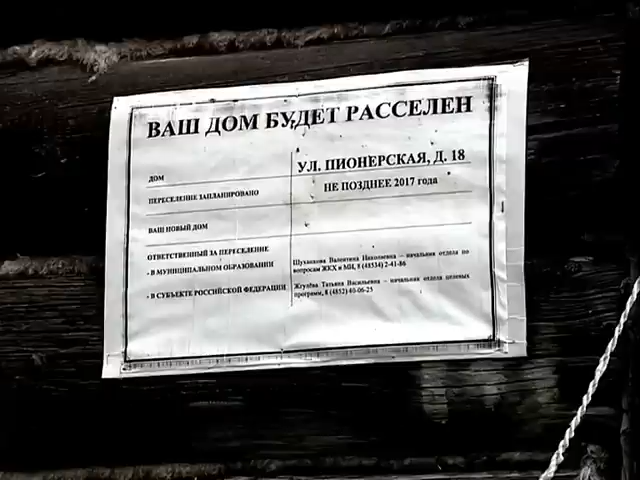 ВАШ ДОМ БУДЕТ РАССЕЛЕН
ДОМ
УЛ. ПИОНЕРСКАЯ, Д. 18
ПЕРЕСЕЛЕНИЕ ЗАПЛАНИРОВАНО
НЕ ПОЗДНЕЕ 2017 года
ВАШ НОВЫЙ ДОМ
ОТВЕТСТВЕННЫЙ ЗА ПЕРЕСЕЛЕНИЕ
- В МУНИЦИПАЛЬНОМ ОБРАЗОВАНИИ
Валентина Николаевна – начальник отдела по
вопросам ЖКХ и МИ, 8 (48534) 2-41-86
- В СУБЪЕКТЕ РОССИЙСКОЙ ФЕДЕРАЦИИ
Жгулёва Татьяна Васильевна – начальник отдела целевых
программ, 8 (4852) 40-06-25